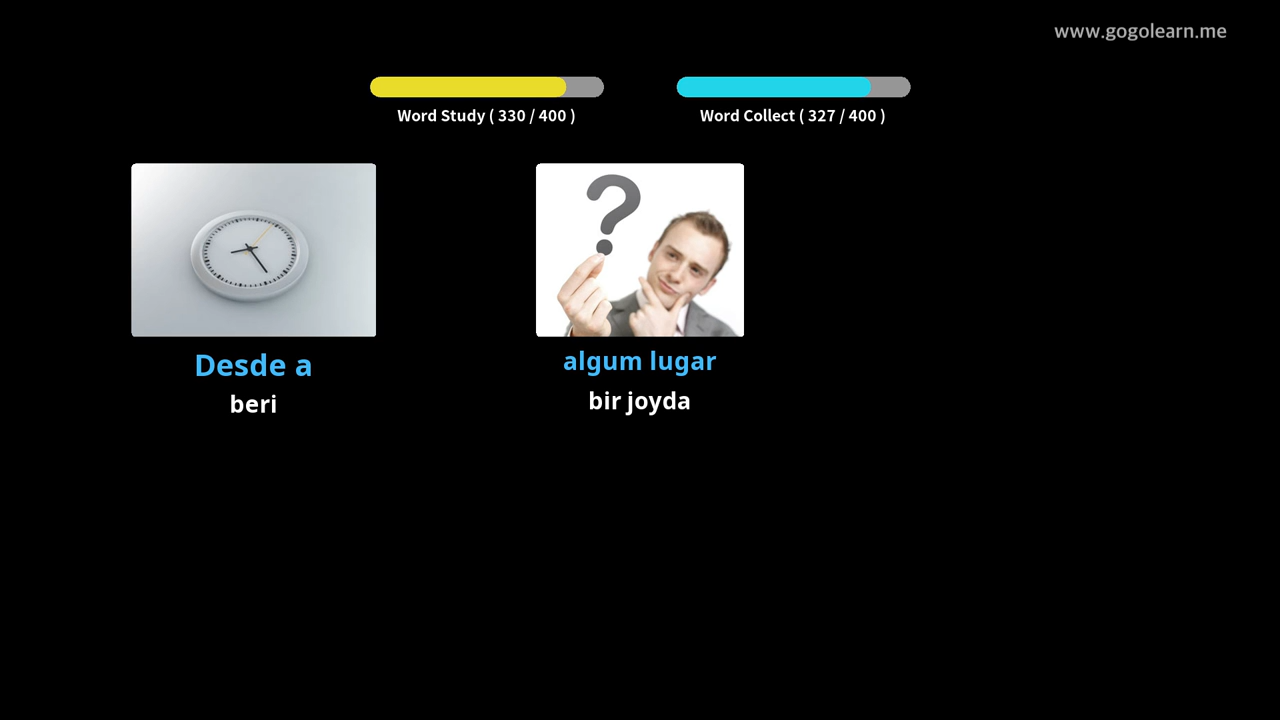 www.gogolearn.me
Word Study ( 330 / 400 )
Word Collect ( 327 / 400 )
Desde a
beri
algum lugar
bir joyda